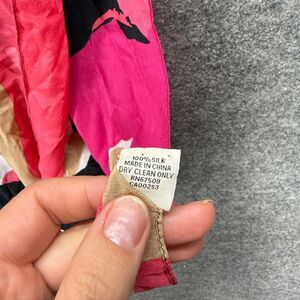 100% SILK
MADE IN CHINA
DRY CLEAN ONLY
RN67508
CA00253